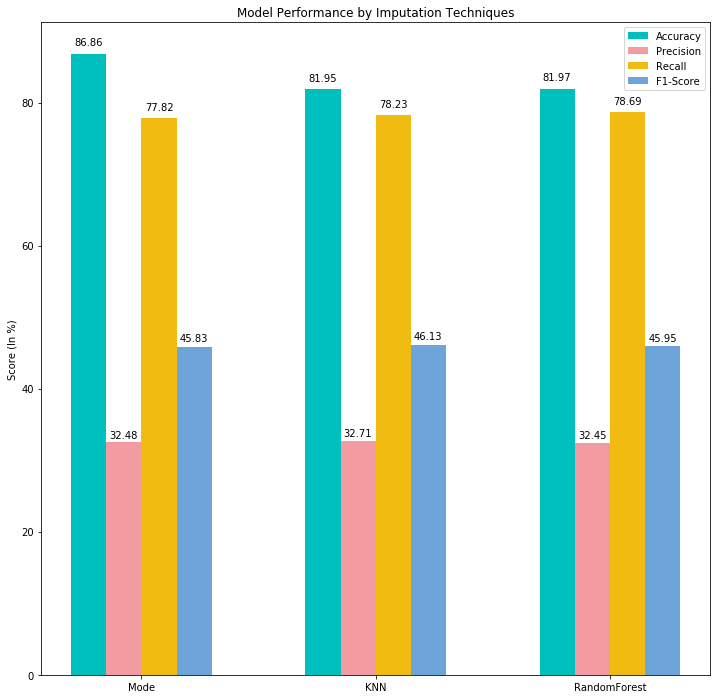 Model Performance by Imputation Techniques
Accuracy
Precision
Recall
F1-Score
86.86
32.48
77.82
45.83
81.95
32.71
78.23
46.13
81.97
32.45
78.69
45.95
Score (In %)
80
60
40
20
0
Mode
KNN
RandomForest